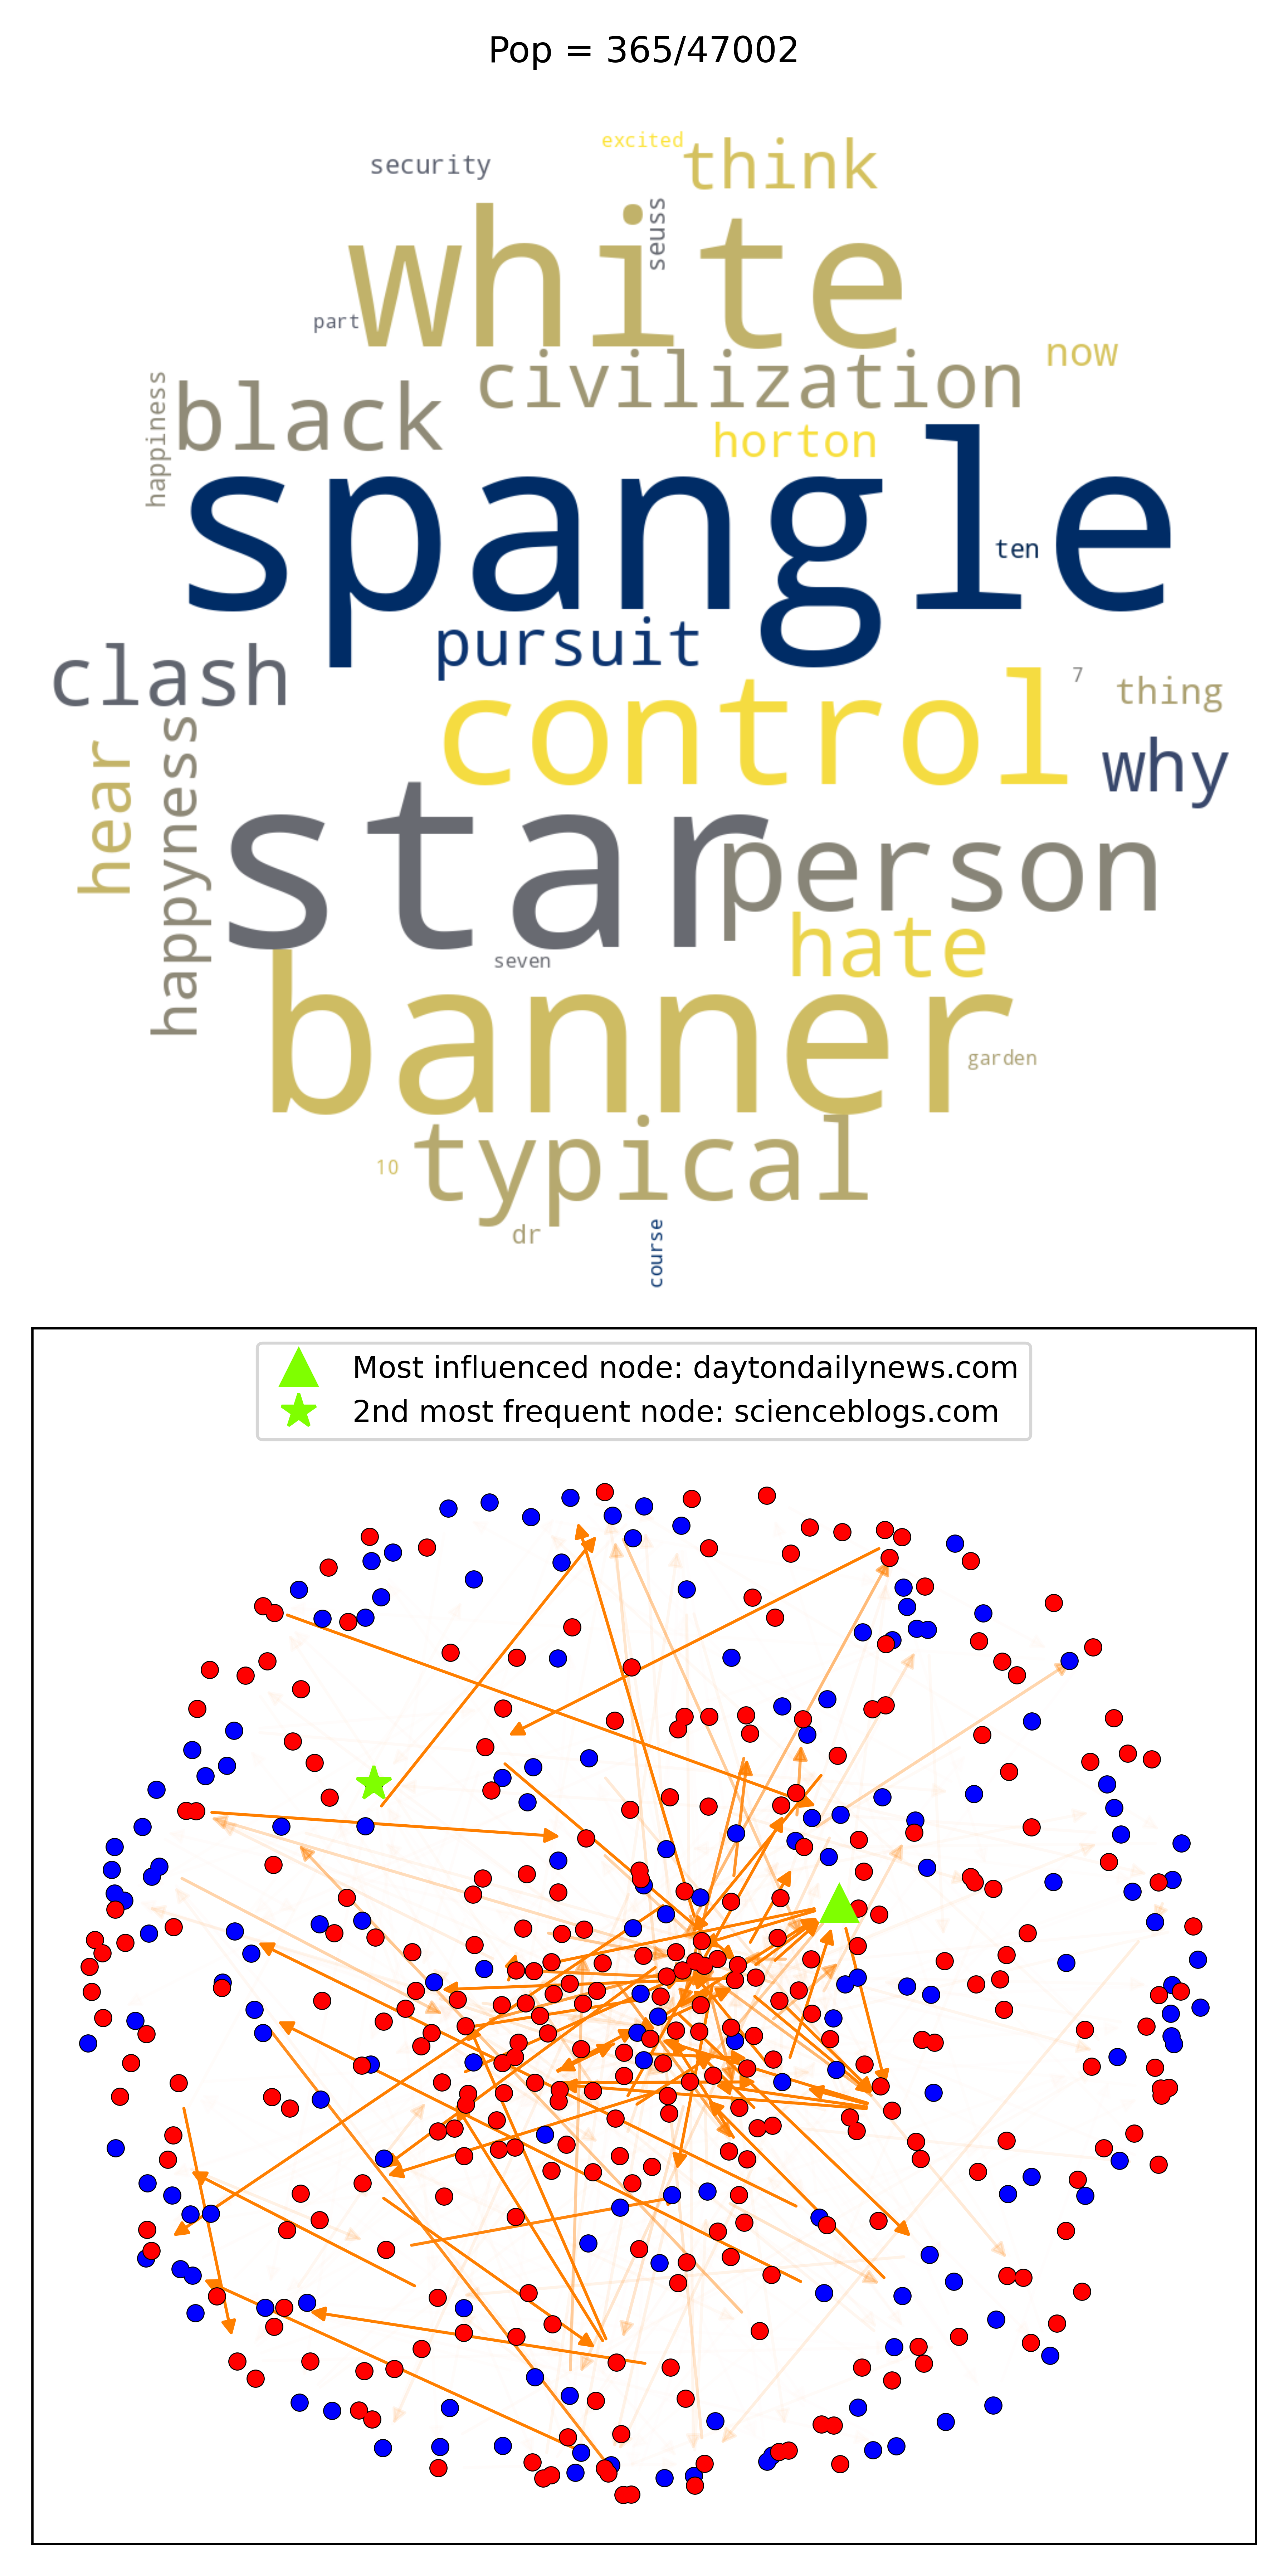 Pop = 365/47002
excited
think
security
seuss
white
part
civilization
now
black
happiness
horton
spangle
ten
pursuit
clash
control
7
thing
why
hear
happyness
star
person
hate
seven
banner
garden
typical
10
dr
course
Most influenced node: daytondailynews.com
2nd most frequent node: scienceblogs.com